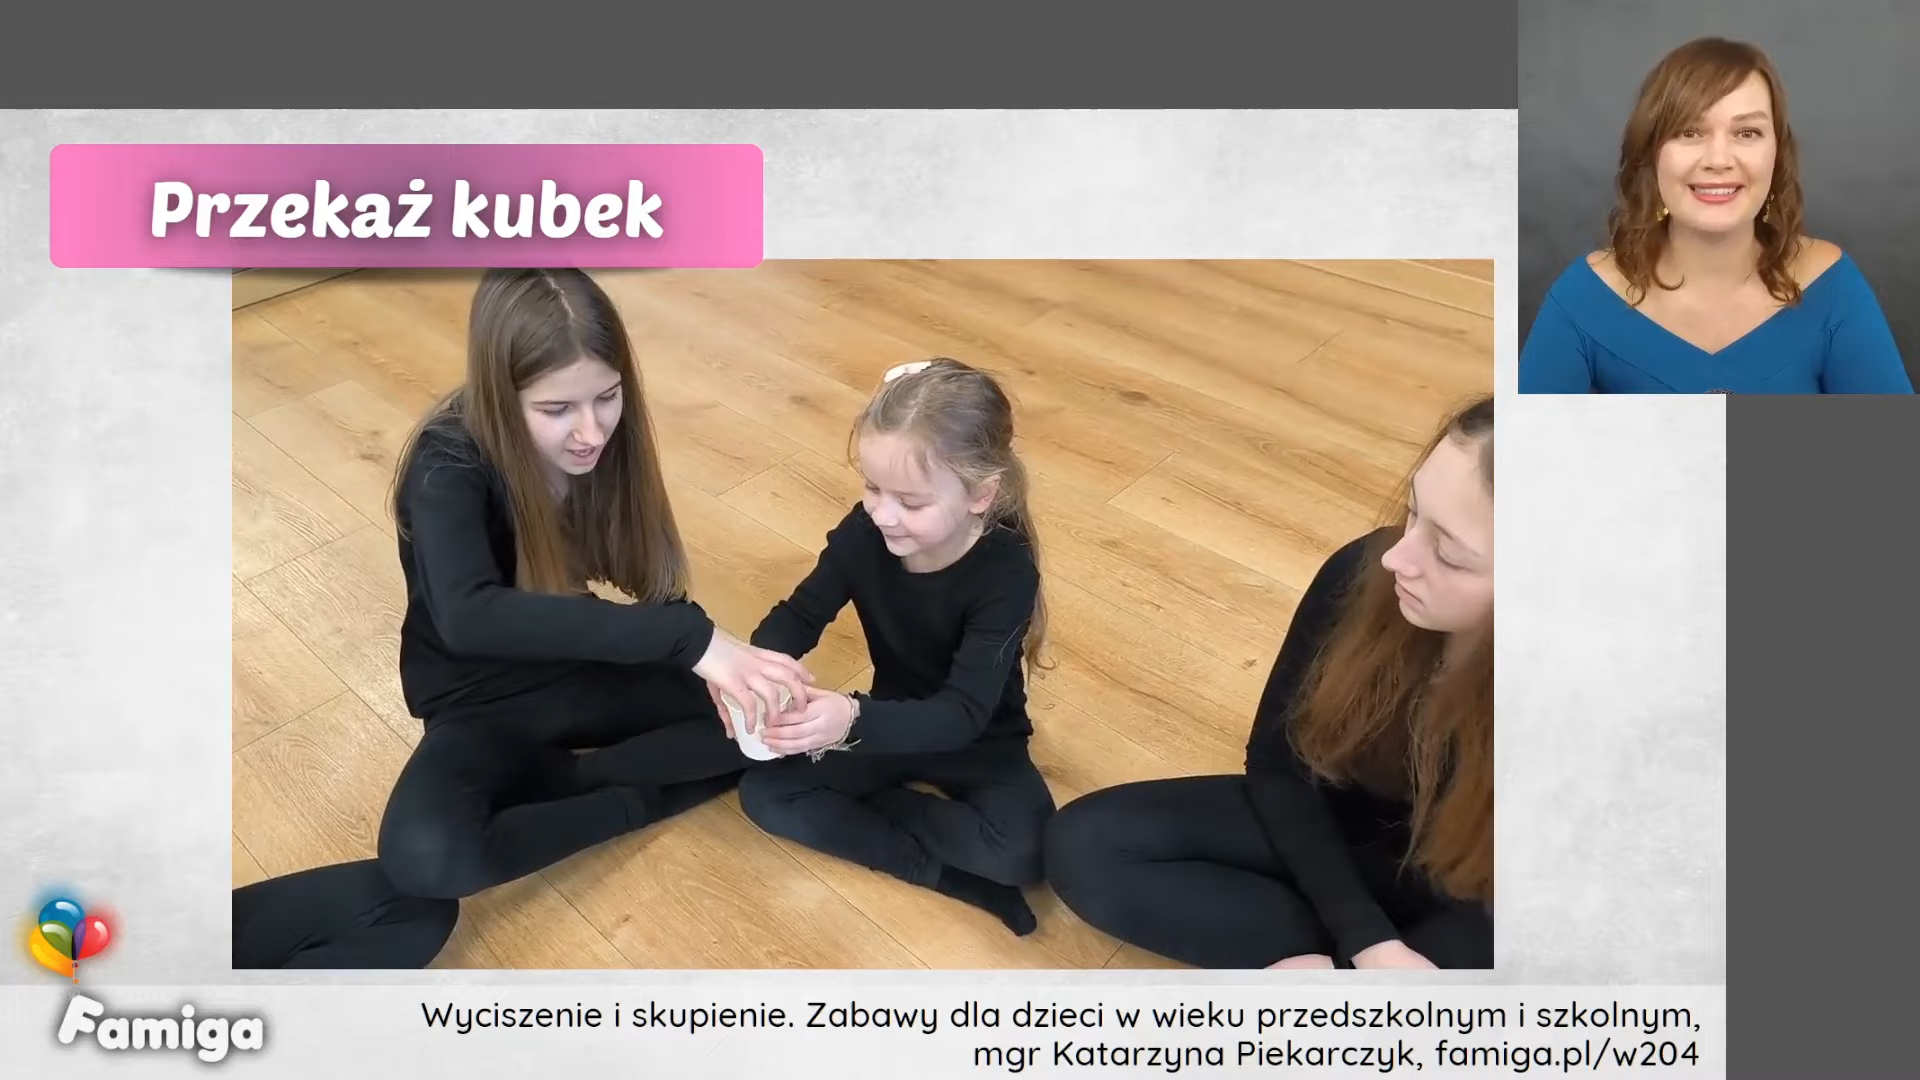 Przekaż kubek
Famiga
Wyciszenie i skupienie. Zabawy dla dzieci w wieku przedszkolnym i szkolnym,
mgr Katarzyna Piekarczyk, famiga.pl/w204